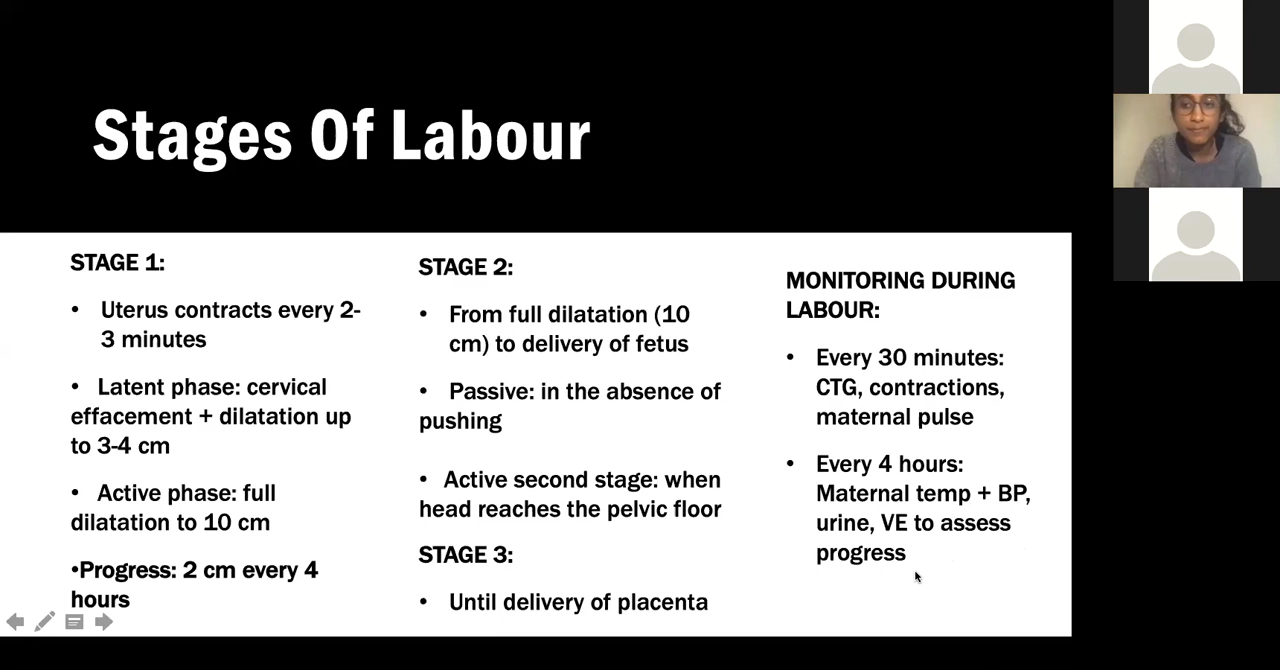 Stages Of Labour
STAGE 1:
• Uterus contracts every 2-
3 minutes
• Latent phase: cervical
effacement + dilatation up
to 3-4 cm
• Active phase: full
dilatation to 10 cm
•Progress: 2 cm every 4
hours
STAGE 2:
• From full dilatation (10
cm) to delivery of fetus
• Passive: in the absence of
pushing
• Active second stage: when
head reaches the pelvic floor
STAGE 3:
• Until delivery of placenta
MONITORING DURING
LABOUR:
• Every 30 minutes:
CTG, contractions,
maternal pulse
• Every 4 hours:
Maternal temp + BP,
urine, VE to assess
progress